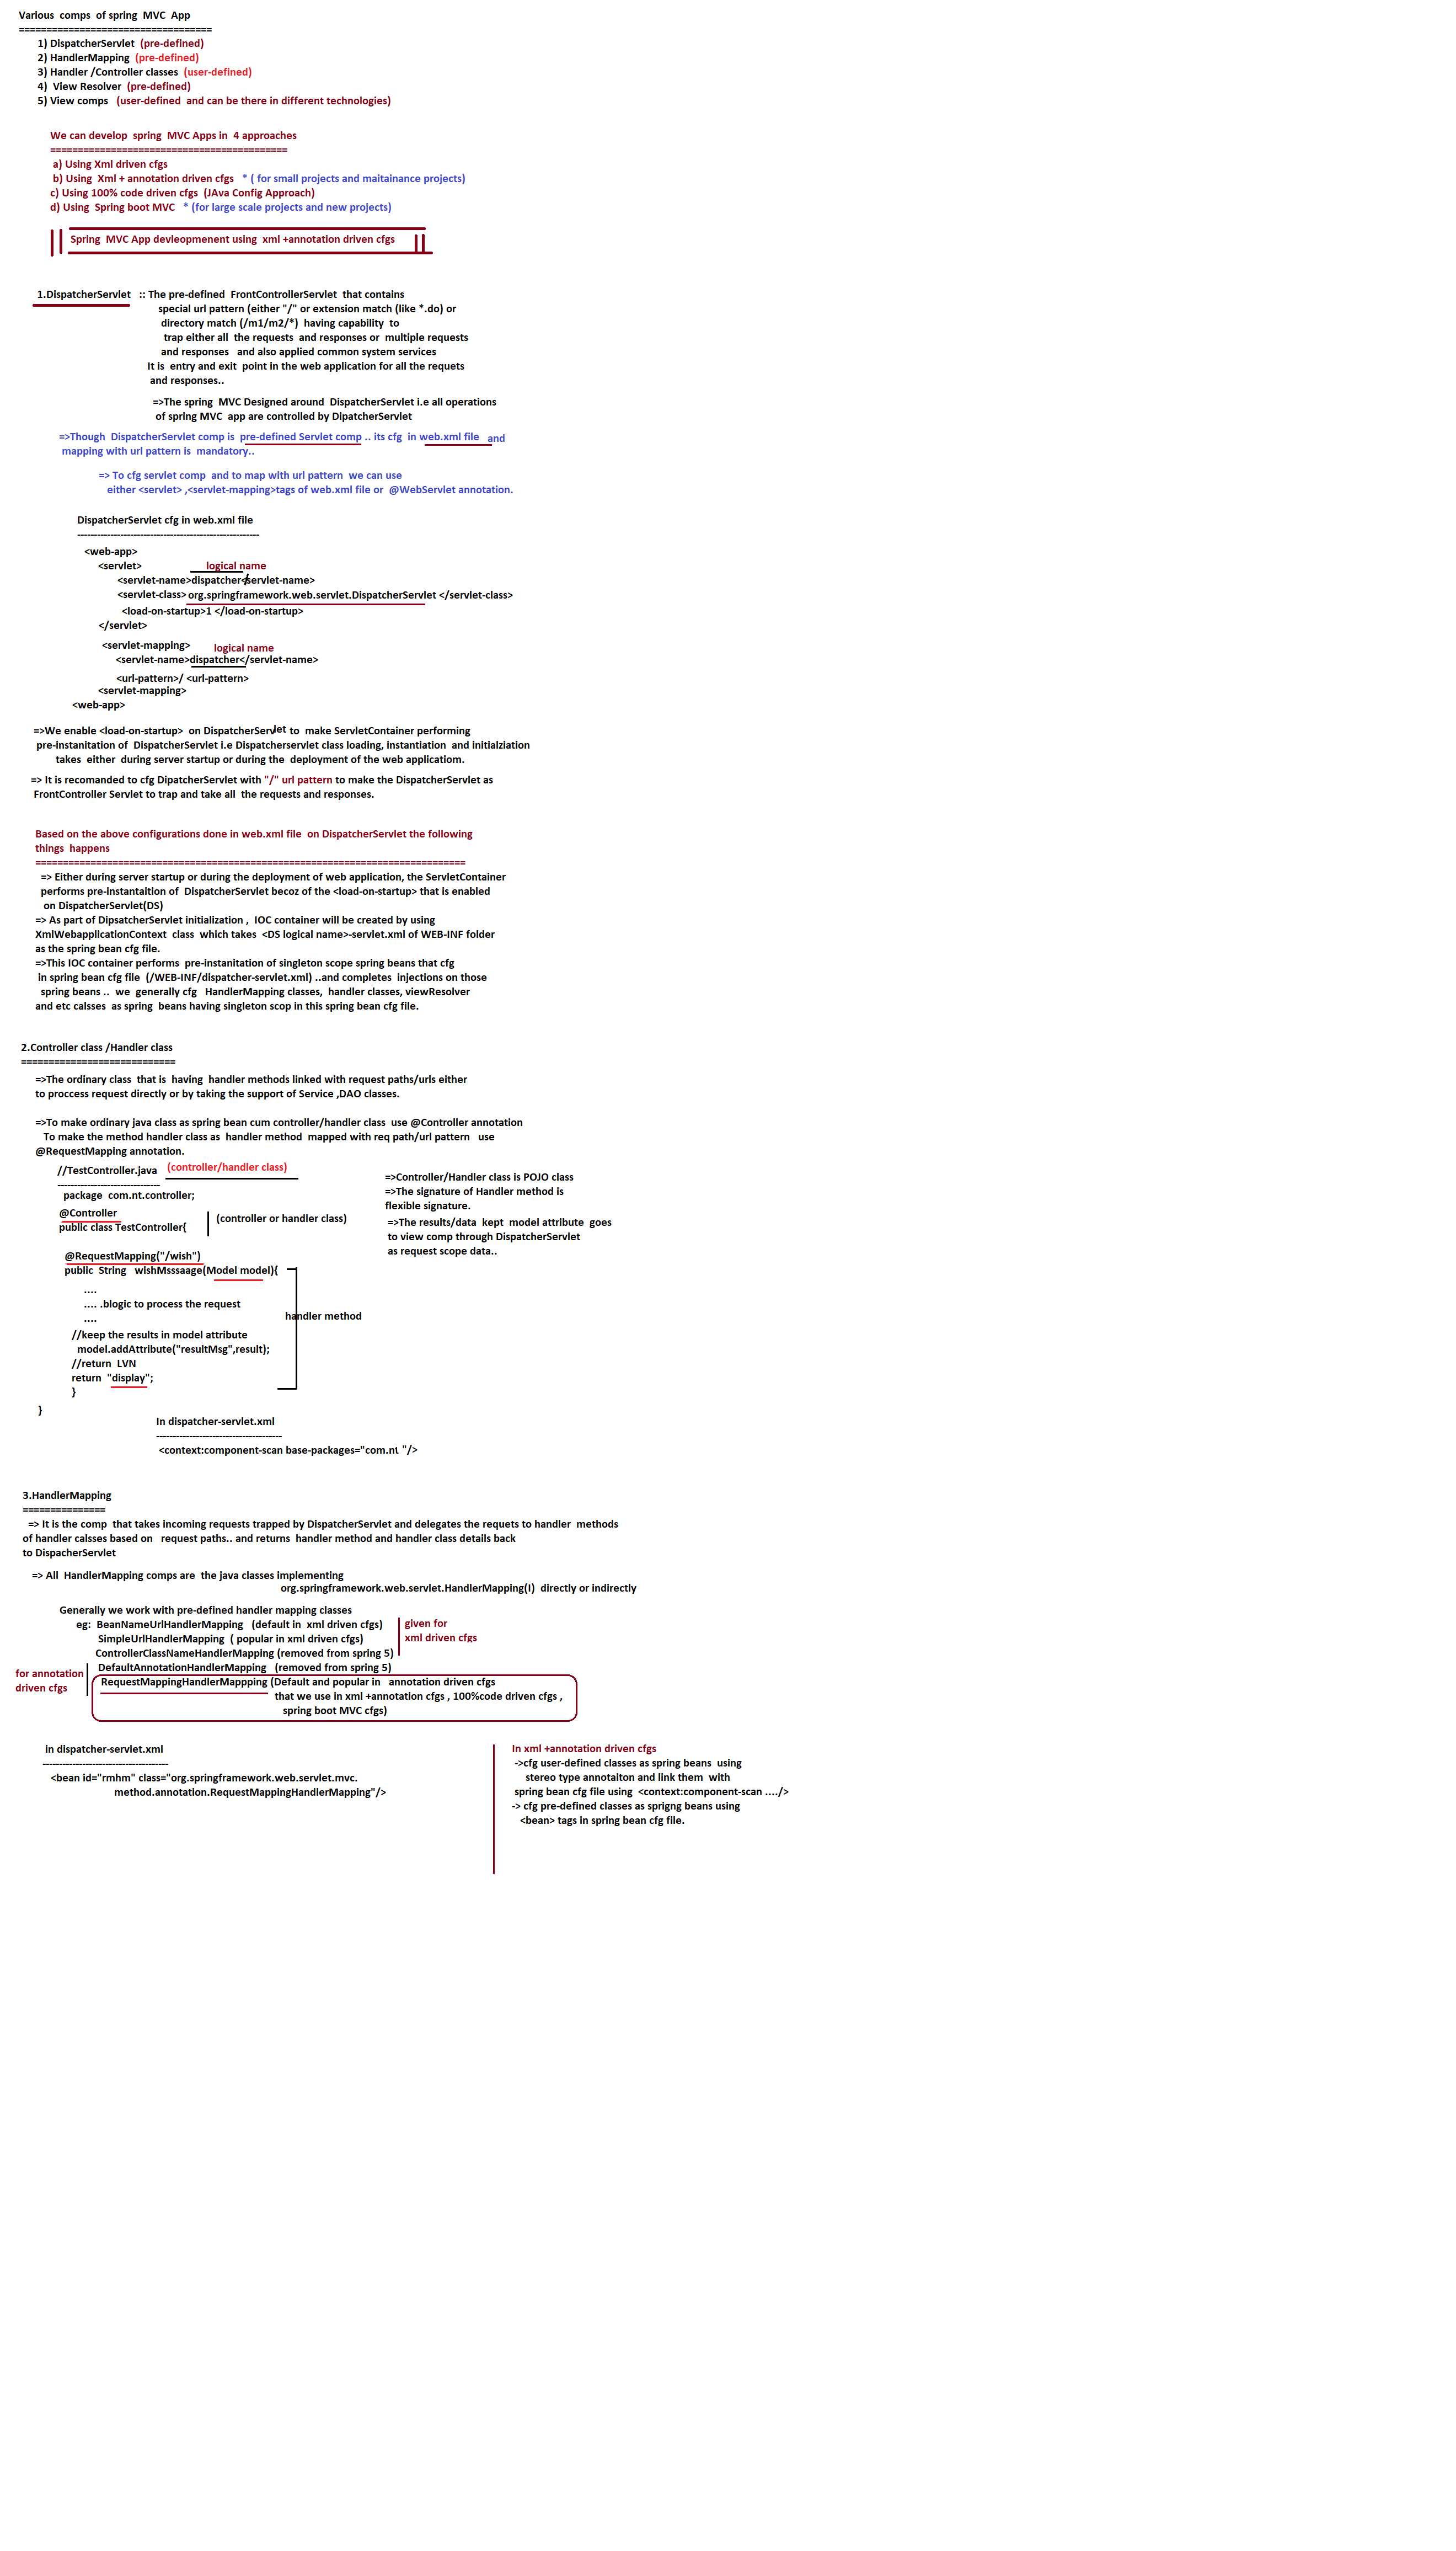 Various comps of spring MVC App
===================================
1) DispatcherServlet (pre-defined)
2) HandlerMapping (pre-defined)
3) Handler /Controller classes (user-defined)
4) View Resolver (pre-defined)
5) View comps (user-defined and can be there in different technologies)
We can develop spring MVC Apps in 4 approaches
===========================================
a) Using Xml driven cfgs
b) Using Xml + annotation driven cfgs * ( for small projects and maitainance projects)
c) Using 100% code driven cfgs (JAva Config Approach)
d) Using Spring boot MVC * (for large scale projects and new projects)
Spring MVC App devleopmenent using xml +annotation driven cfgs
1.DispatcherServlet :: The pre-defined FrontControllerServlet that contains
special url pattern (either "/" or extension match (like *.do) or
directory match (/m1/m2/*) having capability to
trap either all the requests and responses or multiple requests
and responses and also applied common system services
It is entry and exit point in the web application for all the requets
and responses..
=>The spring MVC Designed around DispatcherServlet i.e all operations
of spring MVC app are controlled by DipatcherServlet
=>Though DispatcherServlet comp is pre-defined Servlet comp .. its cfg in web.xml file and
mapping with url pattern is mandatory..
=> To cfg servlet comp and to map with url pattern we can use
either <servlet> ,<servlet-mapping>tags of web.xml file or @WebServlet annotation.
DispatcherServlet cfg in web.xml file
-------------------------------------------------------
<web-app>
<servlet> logical name
<servlet-name>dispatcher</servlet-name>
<servlet-class>org.springframework.web.servlet.DispatcherServlet </servlet-class>
<load-on-startup>1 </load-on-startup>
</servlet>
<servlet-mapping> logical name
<servlet-name>dispatcher</servlet-name>
<url-pattern>/ <url-pattern>
<servlet-mapping>
<web-app>
=>We enable <load-on-startup> on DispatcherServlet to make ServletContainer performing
pre-instanitation of DispatcherServlet i.e Dispatcherservlet class loading, instantiation and initialziation
takes either during server startup or during the deployment of the web applicatiom.
=> It is recomanded to cfg DipatcherServlet with "/" url pattern to make the DispatcherServlet as
FrontController Servlet to trap and take all the requests and responses.
Based on the above configurations done in web.xml file on DispatcherServlet the following
things happens
==============================================================================
=> Either during server startup or during the deployment of web application, the ServletContainer
performs pre-instantaition of DispatcherServlet becoz of the <load-on-startup> that is enabled
on DispatcherServlet(DS)
=> As part of DipsatcherServlet initialization , IOC container will be created by using
XmlWebapplicationContext class which takes <DS logical name>-servlet.xml of WEB-INF folder
as the spring bean cfg file.
=>This IOC container performs pre-instanitation of singleton scope spring beans that cfg
in spring bean cfg file (/WEB-INF/dispatcher-servlet.xml) ..and completes injections on those
spring beans .. we generally cfg HandlerMapping classes, handler classes, viewResolver
and etc calsses as spring beans having singleton scop in this spring bean cfg file.
2.Controller class /Handler class
============================
=>The ordinary class that is having handler methods linked with request paths/urls either
to proccess request directly or by taking the support of Service ,DAO classes.
=>To make ordinary java class as spring bean cum controller/handler class use @Controller annotation
To make the method handler class as handler method mapped with req path/url pattern use
@RequestMapping annotation.
//TestController.java (controller/handler class)
-------------------------------
package com.nt.controller;
@Controller
public class TestController{
(controller or handler class)
=>Controller/Handler class is POJO class
=>The signature of Handler method is
flexible signature.
=>The results/data kept model attribute goes
to view comp through DispatcherServlet
as request scope data..
@RequestMapping("/wish")
public String wishMsssaage(Model model){
....
.... .blogic to process the request
....
handler method
//keep the results in model attribute
model.addAttribute("resultMsg",result);
//return LVN
return "display";
}
}
In dispatcher-servlet.xml
--------------------------------------
<context:component-scan base-packages="com.nt "/>
3.HandlerMapping
===============
=> It is the comp that takes incoming requests trapped by DispatcherServlet and delegates the requets to handler methods
of handler calsses based on request paths.. and returns handler method and handler class details back
to DispacherServlet
=> All HandlerMapping comps are the java classes implementing
org.springframework.web.servlet.HandlerMapping(I) directly or indirectly
Generally we work with pre-defined handler mapping classes
eg: BeanNameUrlHandlerMapping (default in xml driven cfgs)
SimpleUrlHandlerMapping ( popular in xml driven cfgs)
ControllerClassNameHandlerMapping (removed from spring 5)
given for
xml driven cfgs
DefaultAnnotationHandlerMapping (removed from spring 5)
RequestMappingHandlerMappping (Default and popular in annotation driven cfgs
that we use in xml +annotation cfgs , 100%code driven cfgs ,
spring boot MVC cfgs)
for annotation
driven cfgs
in dispatcher-servlet.xml
--------------------------------------
<bean id="rmhm" class="org.springframework.web.servlet.mvc.
method.annotation.RequestMappingHandlerMapping"/>
In xml +annotation driven cfgs
->cfg user-defined classes as spring beans using
stereo type annotaiton and link them with
spring bean cfg file using <context:component-scan ..../>
-> cfg pre-defined classes as sprigng beans using
<bean> tags in spring bean cfg file.